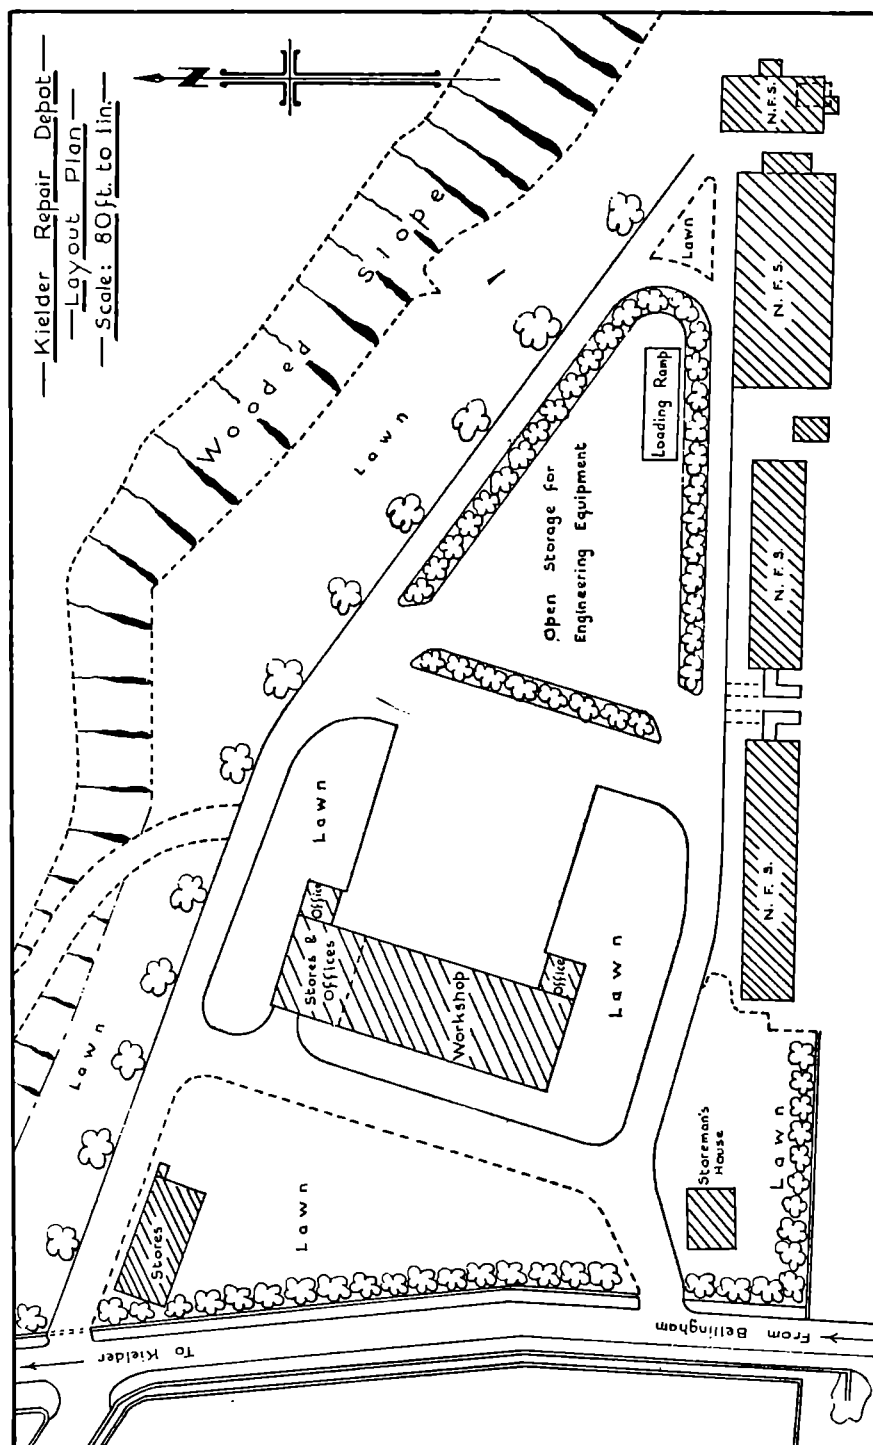 Kielder Repair Depot
Layout Plan
Scale: 80ft. to 1in.
N
Wooded Slope
Lawn
Lawn
Lawn
N.F.S.
N. F. S.
N. F. S.
N. F. S.
Loading Ramp
Open Storage for
Engineering Equipment
Lawn
Office
Stores &
Offices
Workshop
Office
Lawn
Lawn
Stores
Storeman's
House
Lawn
To Kielder
From Bellingham